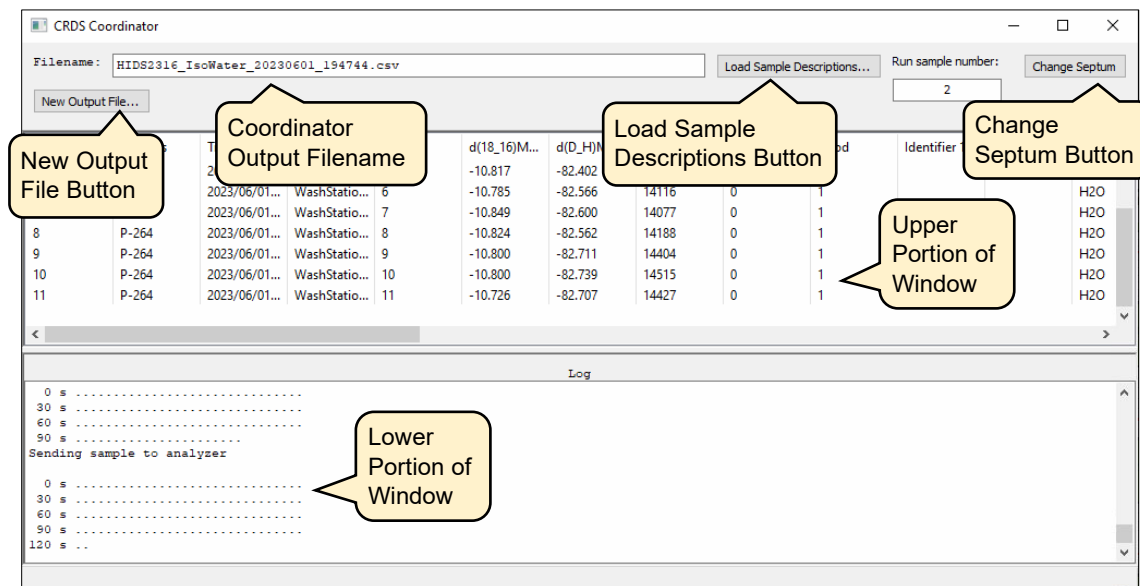 CRDS Coordinator
Filename: HIDS2316_IsoWater_20230601_194744.csv Load Sample Descriptions... Run sample number: Change Septum
2
New Output File...
Coordinator
Output Filename
Load Sample
Descriptions Button
Change
Septum Button
New Output
File Button
d(18_16)M... Identifier
-10.817 -82.402
2023/06/01... WashStatio... 6 -10.785 -82.566 14116 0 1 H2O
2023/06/01... WashStatio... 7 -10.849 -82.600 14077 0 1 H2O
8 P-264 2023/06/01... WashStatio... 8 -10.824 -82.562 14188 0 1 H2O
9 P-264 2023/06/01... WashStatio... 9 -10.800 -82.711 14404 0 1 H2O
10 P-264 2023/06/01... WashStatio... 10 -10.800 -82.739 14515 0 1 H2O
11 P-264 2023/06/01... WashStatio... 11 -10.726 -82.707 14427 0 1 H2O
Upper
Portion of
Window
Log
0 s ..............................
30 s ..............................
60 s ..............................
90 s ......................
Sending sample to analyzer
0 s ..............................
30 s ..............................
60 s ..............................
90 s ..............................
120 s ..
Lower
Portion of
Window